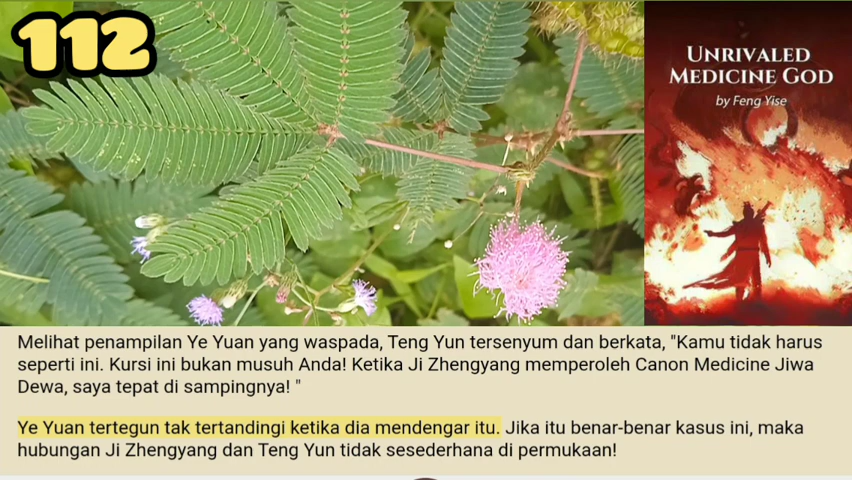 112
UNRIVALED
MEDICINE GOD
by Feng Yise
Melihat penampilan Ye Yuan yang waspada, Teng Yun tersenyum dan berkata, "Kamu tidak harus
seperti ini. Kursi ini bukan musuh Anda! Ketika Ji Zhengyang memperoleh Canon Medicine Jiwa
Dewa, saya tepat di sampingnya! "
Ye Yuan tertegun tak tertandingi ketika dia mendengar itu. Jika itu benar-benar kasus ini, maka
hubungan Ji Zhengyang dan Teng Yun tidak sesederhana di permukaan!